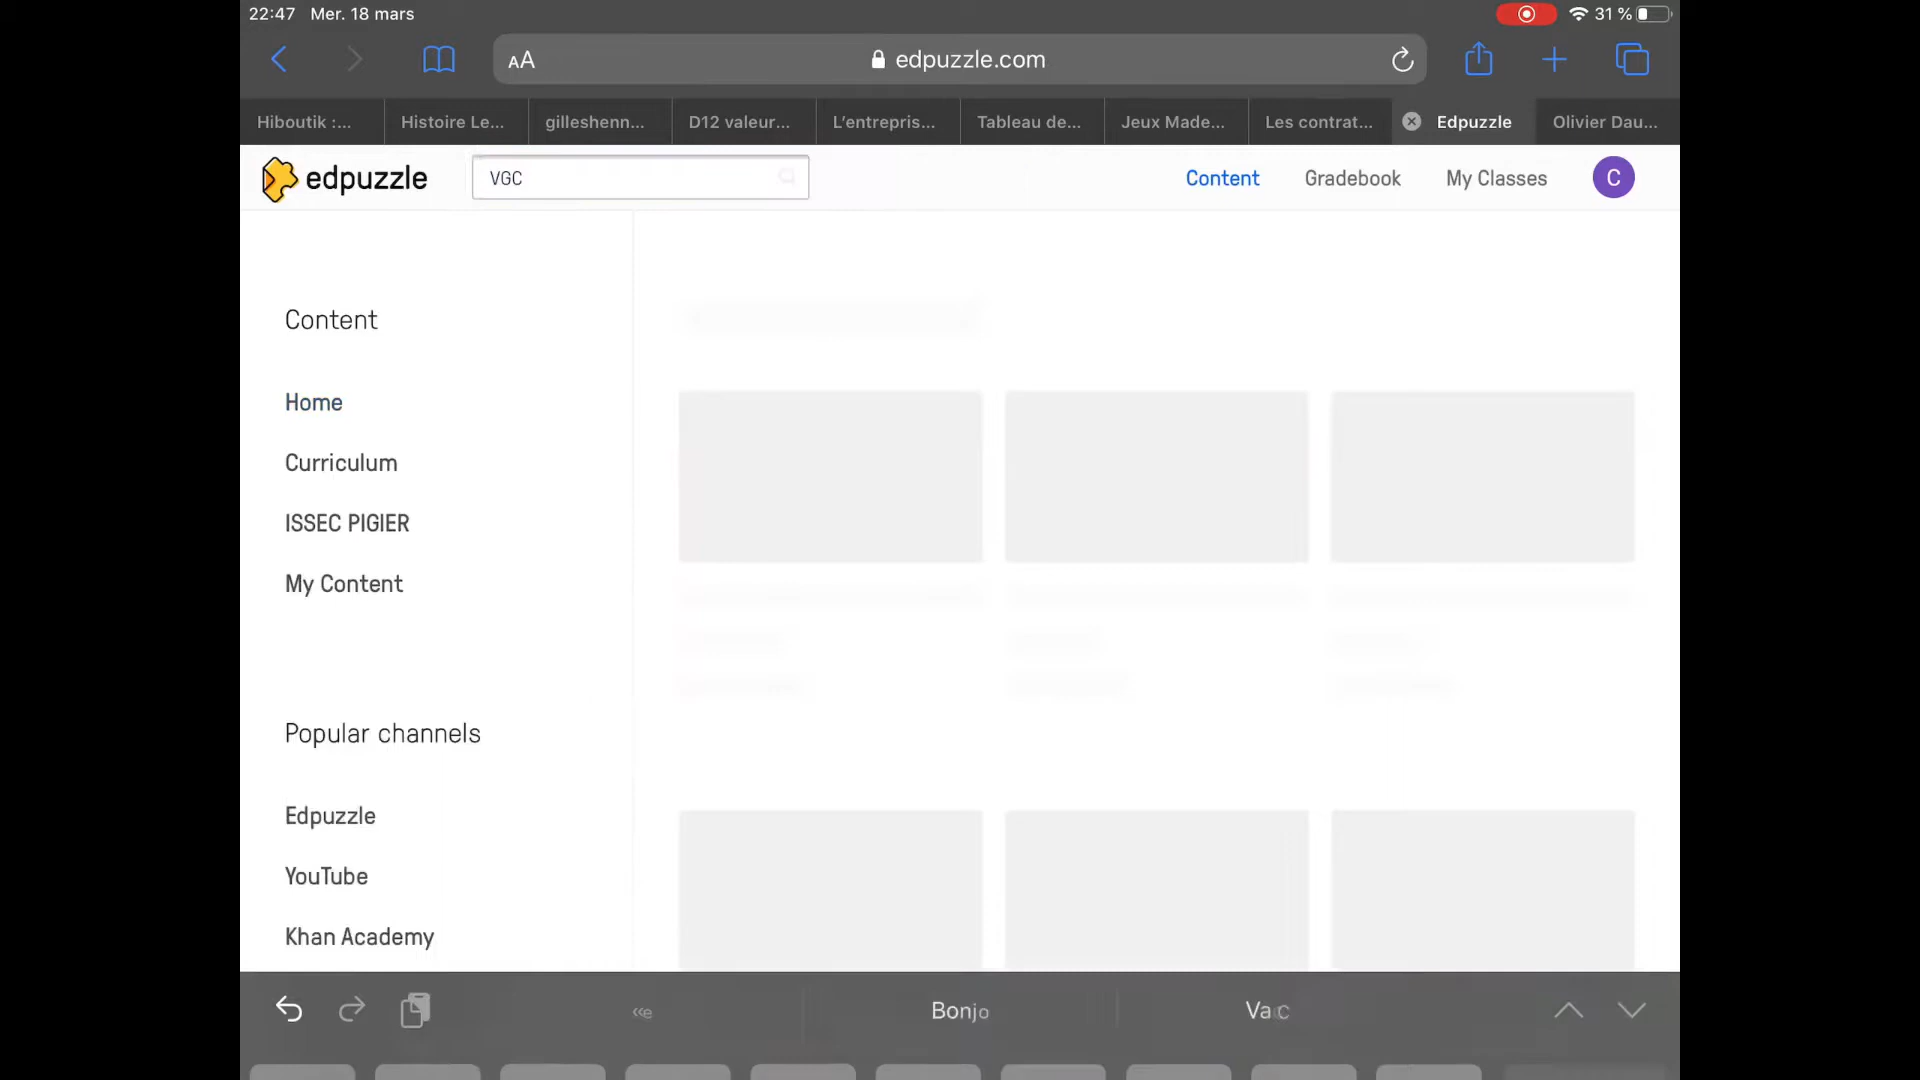 22:47 Mer. 18 mars
31 %
AA
edpuzzle.com
Hiboutik :...
Histoire Le...
gilleshenn...
D12 valeur...
L'entrepris...
Tableau de...
Jeux Made...
Les contrat...
Edpuzzle
Olivier Dau...
edpuzzle
VGC
Content
Gradebook
My Classes
C
Content
Home
Curriculum
ISSEC PIGIER
My Content
Popular channels
Edpuzzle
YouTube
Khan Academy